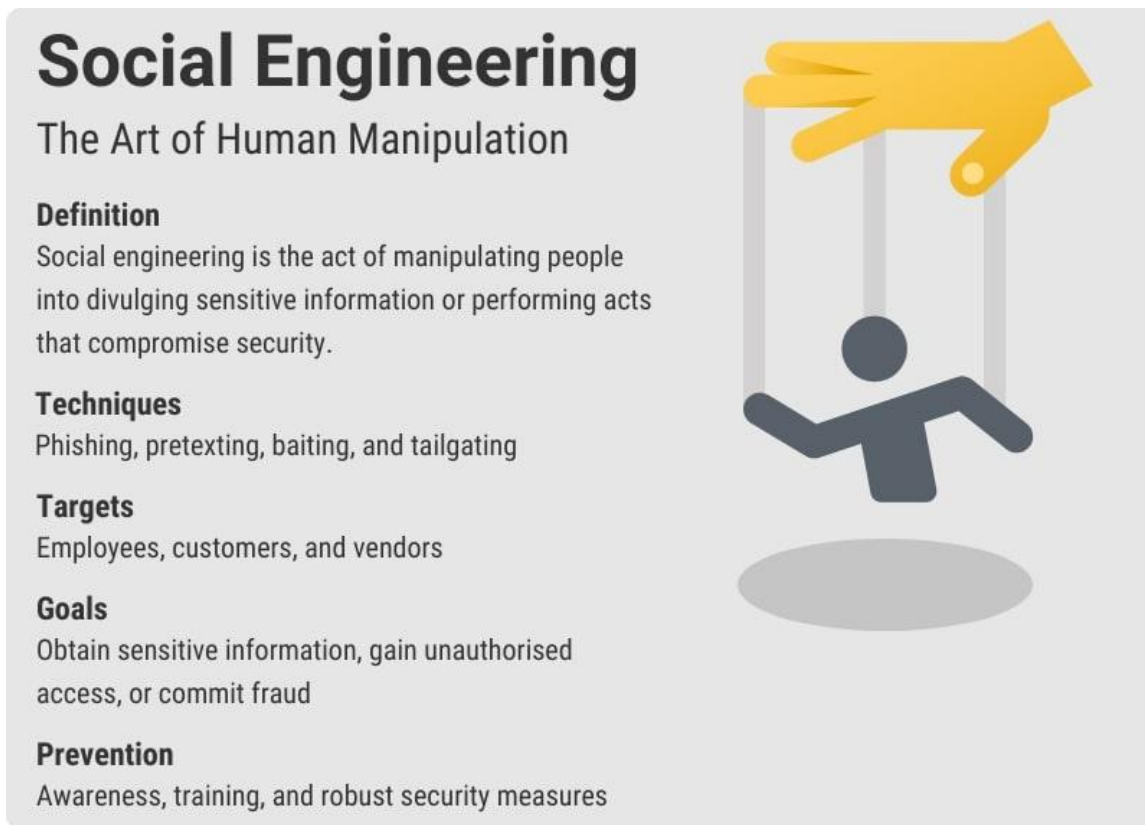 Social Engineering
The Art of Human Manipulation
Definition
Social engineering is the act of manipulating people
into divulging sensitive information or performing acts
that compromise security.
Techniques
Phishing, pretexting, baiting, and tailgating
Targets
Employees, customers, and vendors
Goals
Obtain sensitive information, gain unauthorised
access, or commit fraud
Prevention
Awareness, training, and robust security measures